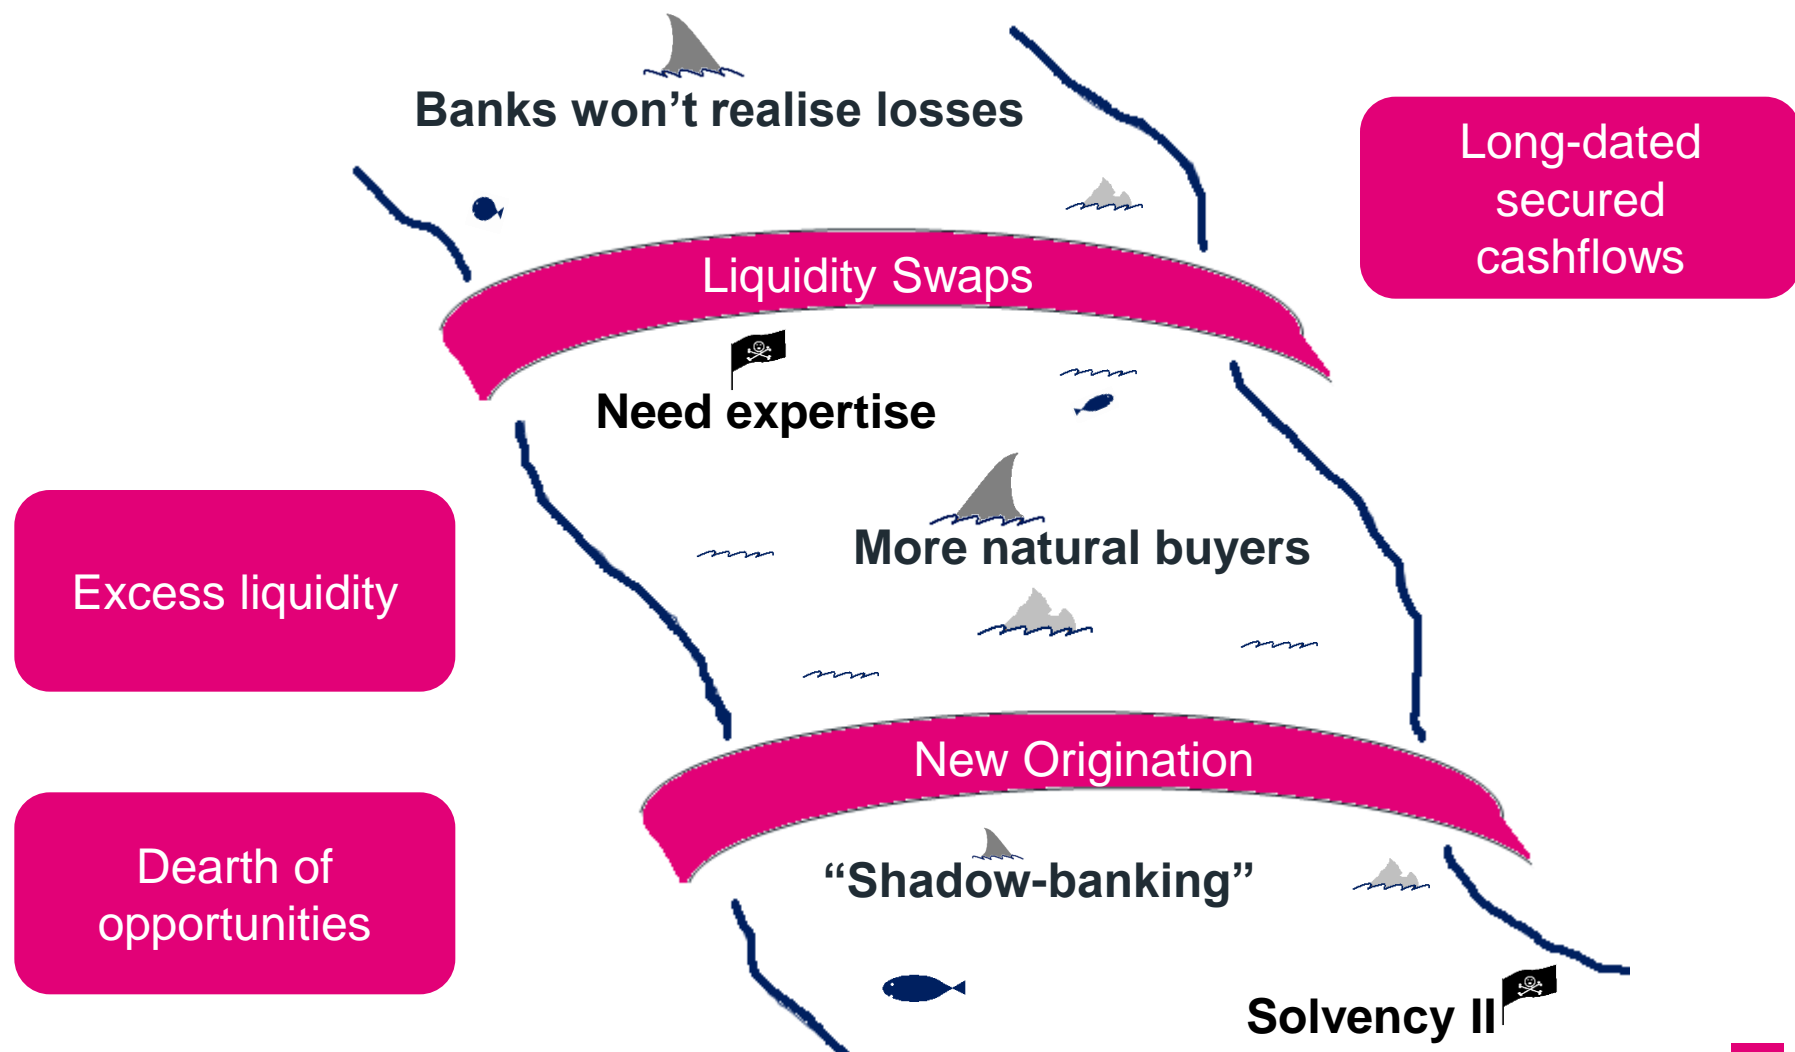 Banks won’t realise losses
Long-dated
secured
cashflows
Liquidity Swaps
Need expertise
More natural buyers
Excess liquidity
New Origination
Dearth of
opportunities
“Shadow-banking”
Solvency II